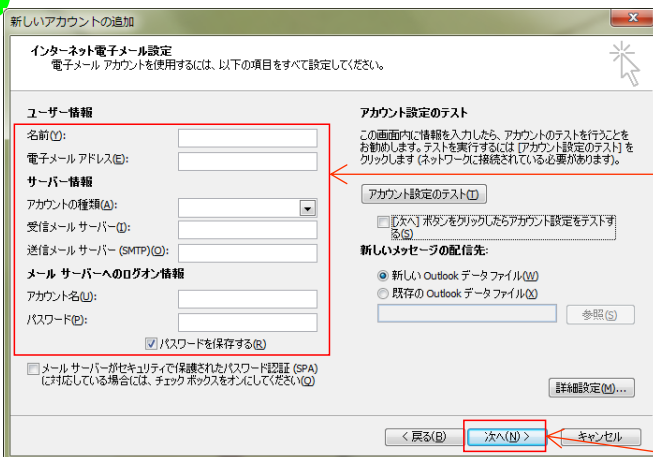 新しいアカウントの追加
インターネット電子メール設定
電子メール アカウントを使用するには、以下の項目をすべて設定してください。
ユーザー情報
名前(Y):
電子メール アドレス(E):
サーバー情報
アカウントの種類(A):
受信メール サーバー(I):
送信メール サーバー (SMTP)(O):
メール サーバーへのログオン情報
アカウント名(U):
パスワード(P):
パスワードを保存する(R)
メール サーバーがセキュリティで保護されたパスワード認証 (SPA)
に対応している場合には、チェック ボックスをオンにしてください(Q)
アカウント設定のテスト
この画面内に情報を入力したら、アカウントのテストを行うことを
お勧めします。テストを実行するには [アカウント設定のテスト] を
クリックします (ネットワークに接続されている必要があります)。
アカウント設定のテスト(T)
[次へ] ボタンをクリックしたらアカウント設定をテストす
る(S)
新しいメッセージの配信先:
新しい Outlook データ ファイル(W)
既存の Outlook データ ファイル(X)
参照(S)
詳細設定(M)...
< 戻る(B)
次へ(N) >
キャンセル